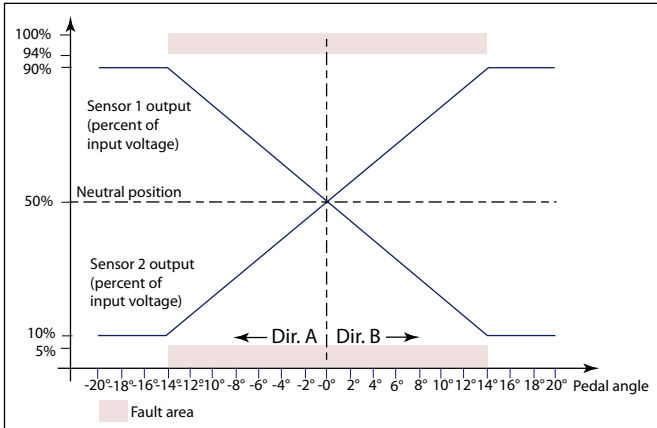 100%
94%
90%
Sensor 1 output
(percent of
input voltage)
Neutral position
50%
Sensor 2 output
(percent of
input voltage)
10%
5%
Dir. A Dir. B
-20° -18° -16° -14° -12° -10° -8° -6° -4° -2° -0° 2° 4° 6° 8° 10° 12° 14° 16° 18° 20° Pedal angle
Fault area